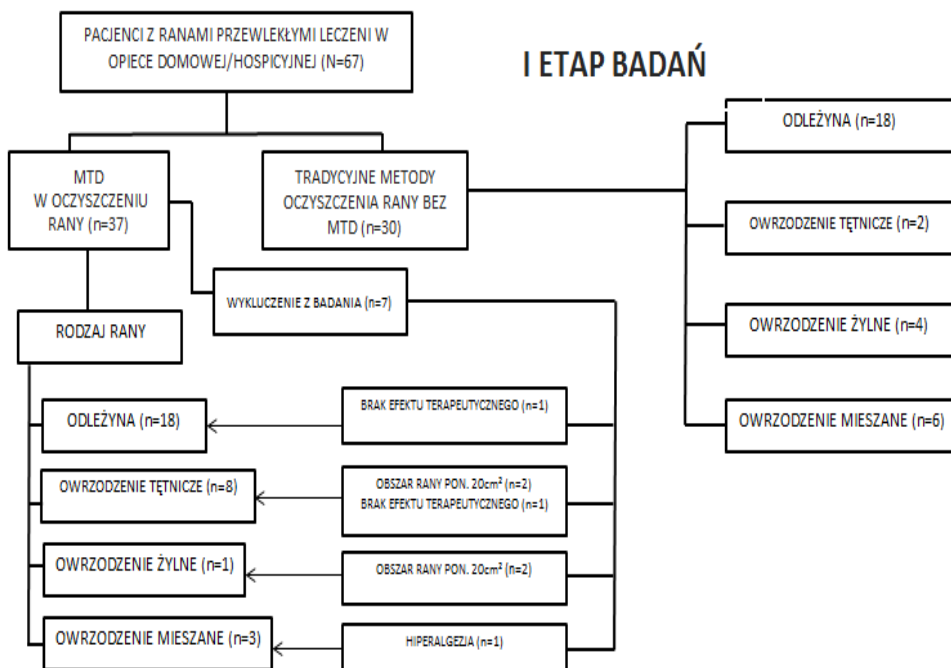 PACJENCI Z RANAMI PRZEWLEKŁYMI LECZENI W
OPIECE DOMOWEJ/HOSPICYJNEJ (N=67)
I ETAP BADAŃ
MTD
W OCZYSZCZENIU
RANY (n=37)
TRADYCYJNE METODY
OCZYSZCZENIA RANY BEZ
MTD (n=30)
ODLEŻYNA (n=18)
OWRZODZENIE TĘTNICZE (n=2)
OWRZODZENIE ŻYLNE (n=4)
OWRZODZENIE MIESZANE (n=6)
WYKLUCZENIE Z BADANIA (n=7)
RODZAJ RANY
ODLEŻYNA (n=18)
BRAK EFEKTU TERAPEUTYCZNEGO (n=1)
OWRZODZENIE TĘTNICZE (n=8)
OBSZAR RANY PON. 20cm² (n=2)
BRAK EFEKTU TERAPEUTYCZNEGO (n=1)
OWRZODZENIE ŻYLNE (n=1)
OBSZAR RANY PON. 20cm² (n=2)
OWRZODZENIE MIESZANE (n=3)
HIPERALGEZJA (n=1)